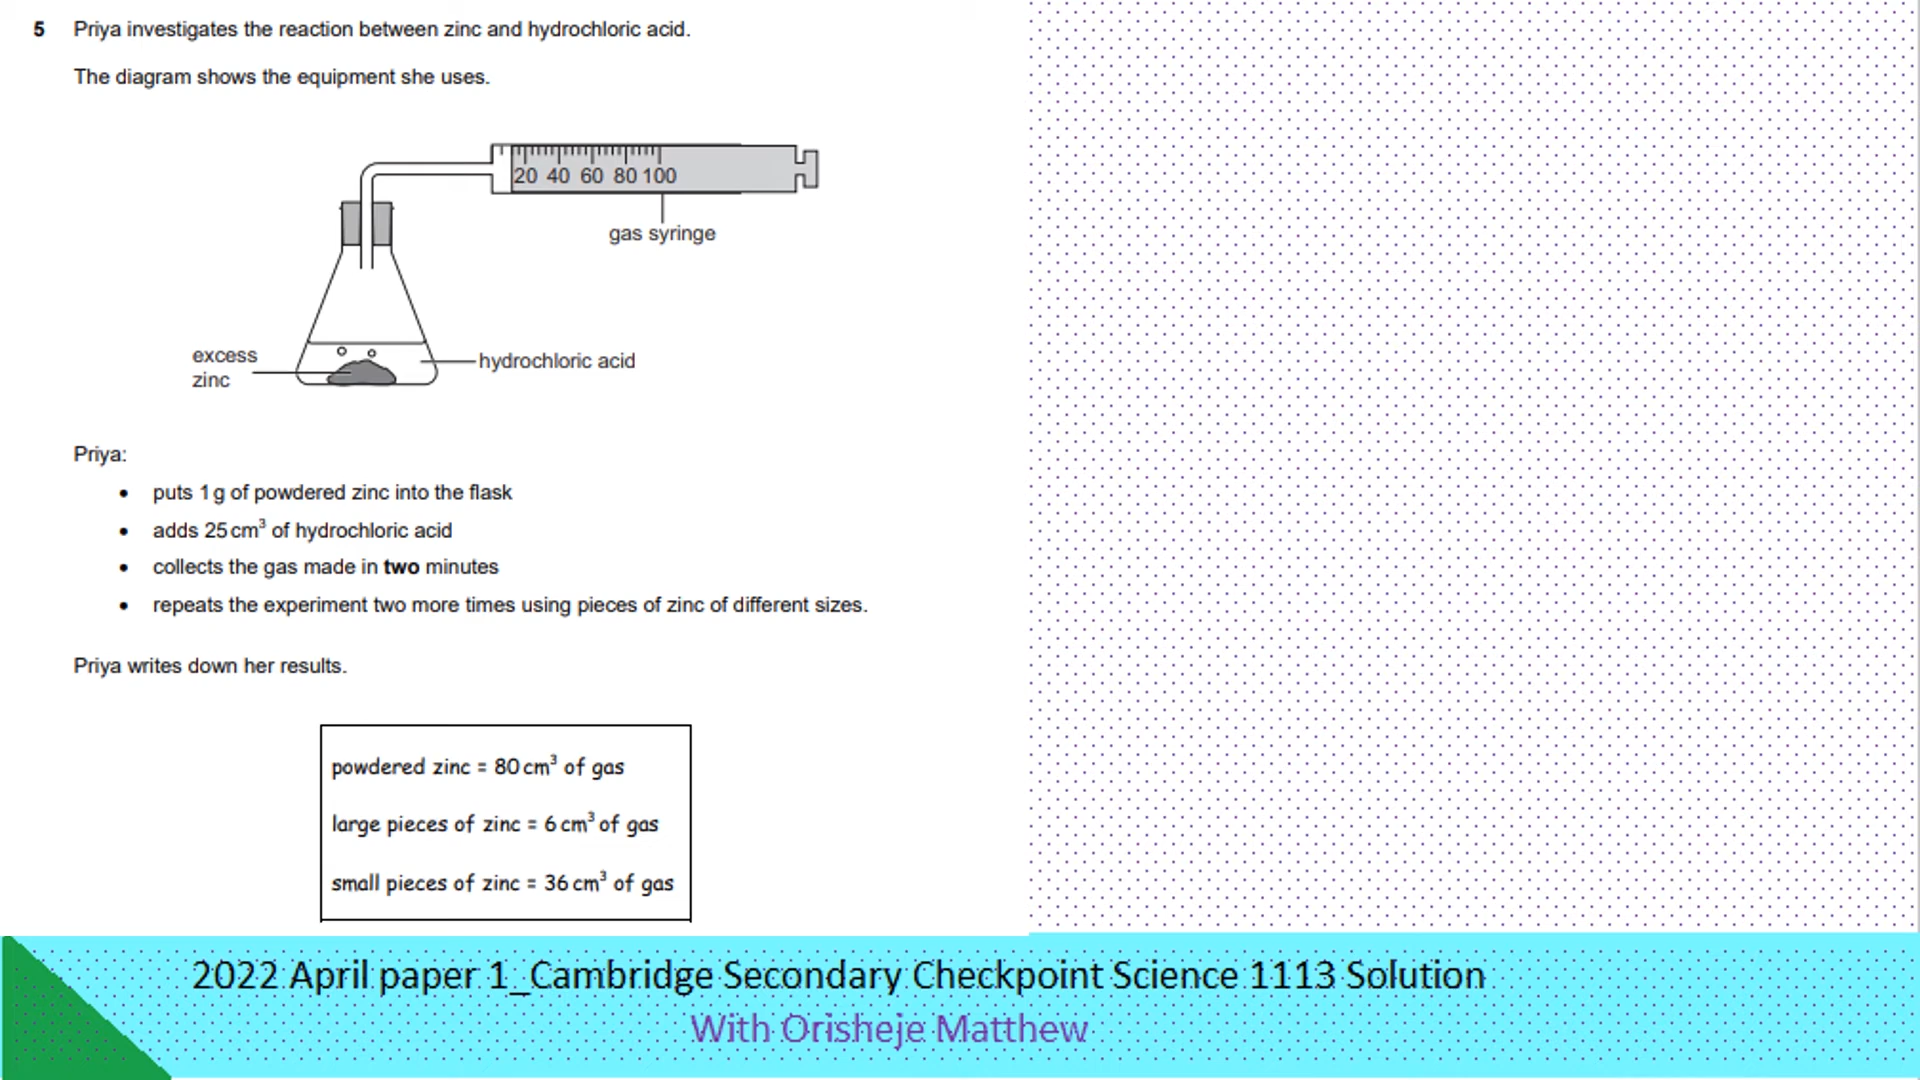 5 Priya investigates the reaction between zinc and hydrochloric acid.
The diagram shows the equipment she uses.
20 40 60 80 100
gas syringe
excess
zinc
hydrochloric acid
Priya:
• puts 1 g of powdered zinc into the flask
• adds 25 cm³ of hydrochloric acid
• collects the gas made in two minutes
• repeats the experiment two more times using pieces of zinc of different sizes.
Priya writes down her results.
powdered zinc = 80 cm³ of gas
large pieces of zinc = 6 cm³ of gas
small pieces of zinc = 36 cm³ of gas
2022 April paper 1_Cambridge Secondary Checkpoint Science 1113 Solution
With Orisheje Matthew